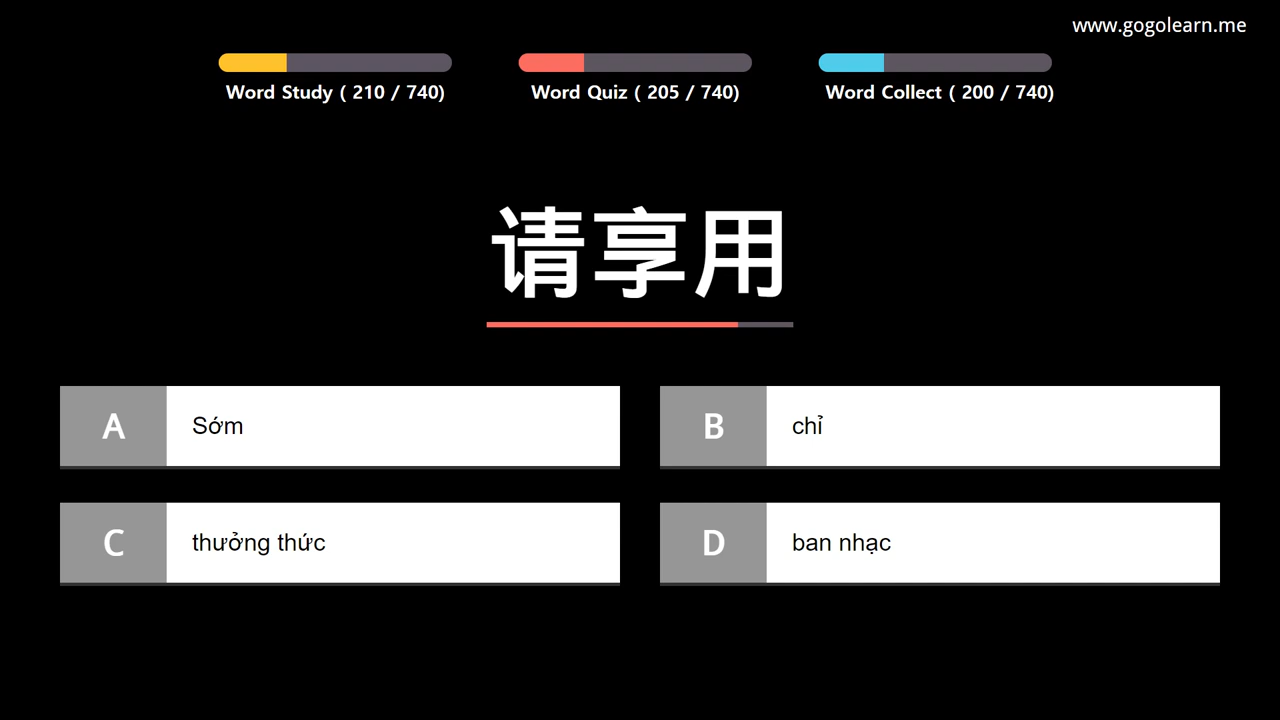 www.gogolearn.me
Word Study ( 210 / 740)
Word Quiz ( 205 / 740)
Word Collect ( 200 / 740)
请享用
A Sớm
B chỉ
C thưởng thức
D ban nhạc